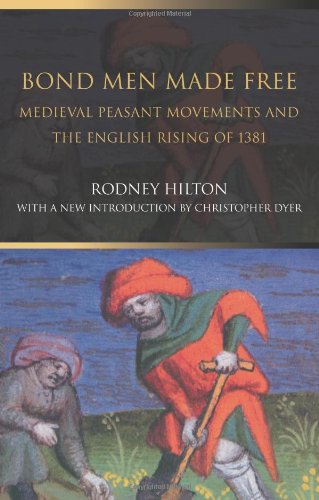 BOND MEN MADE FREE
MEDIEVAL PEASANT MOVEMENTS AND
THE ENGLISH RISING OF 1381
RODNEY HILTON
WITH A NEW INTRODUCTION BY CHRISTOPHER DYER